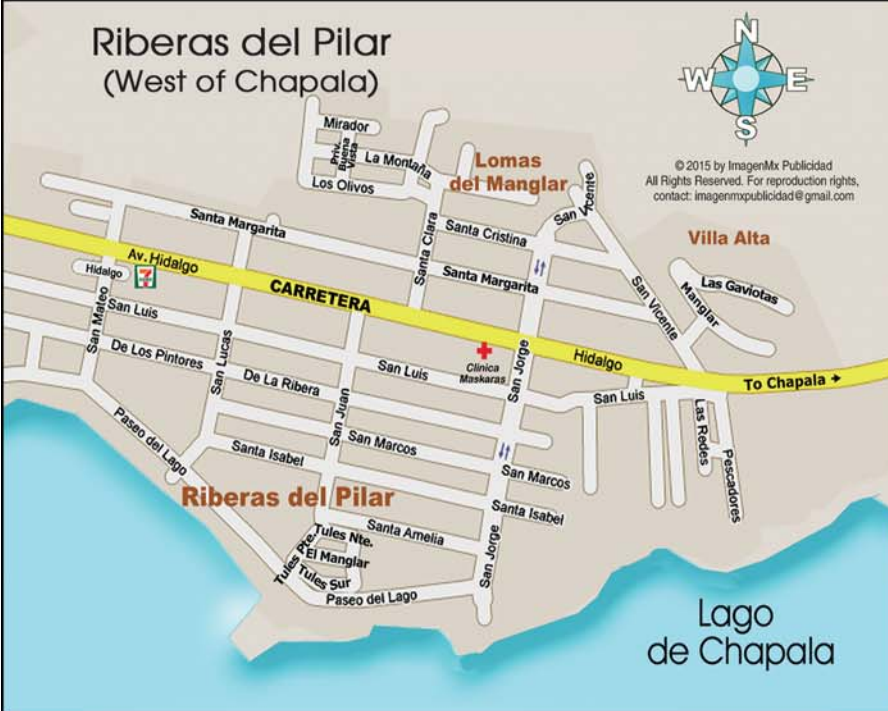 Riberas del Pilar
(West of Chapala)
N
W
E
S
© 2015 by ImagenMx Publicidad
All Rights Reserved. For reproduction rights,
contact: imagenmxpublicidad@gmail.com
Mirador
Priv.
Buena
Vista
La Montaña
Los Olivos
Lomas
del Manglar
San Vicente
Santa Margarita
Santa Clara
Santa Cristina
Villa Alta
Av. Hidalgo
Hidalgo
7
ELEVEN
CARRETERA
Santa Margarita
San Vicente
Las Gaviotas
Manglar
San Mateo
San Luis
San Lucas
De Los Pintores
De La Ribera
San Juan
San Luis
Clinica
Maskaras
San Jorge
Hidalgo
To Chapala
San Luis
Las Redes
Pescadores
Paseo del Lago
Santa Isabel
San Marcos
San Marcos
Santa Isabel
Riberas del Pilar
Santa Amelia
Tules Pte.
Tules Nte.
El Manglar
Tules Sur
Paseo del Lago
San Jorge
Lago
de Chapala